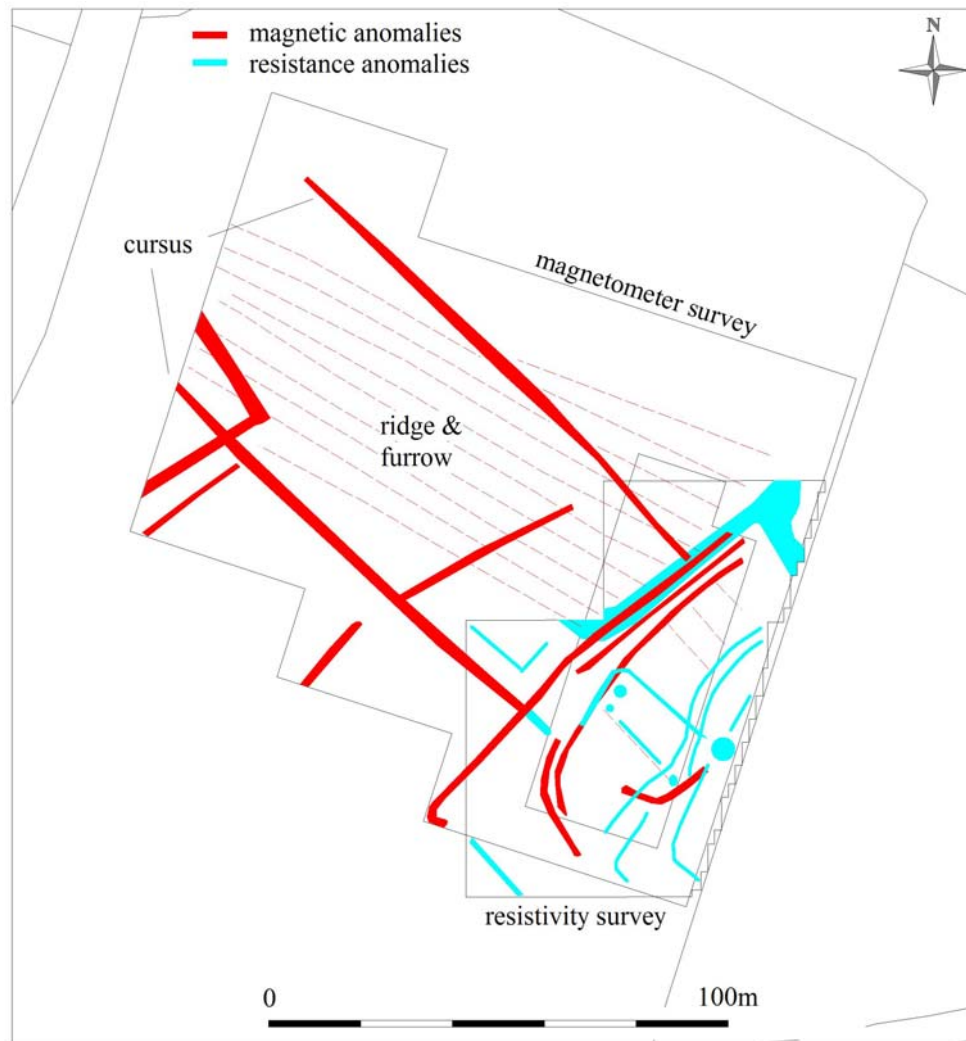 magnetic anomalies
resistance anomalies
N
cursus
magnetometer survey
ridge &
furrow
resistivity survey
0
100m